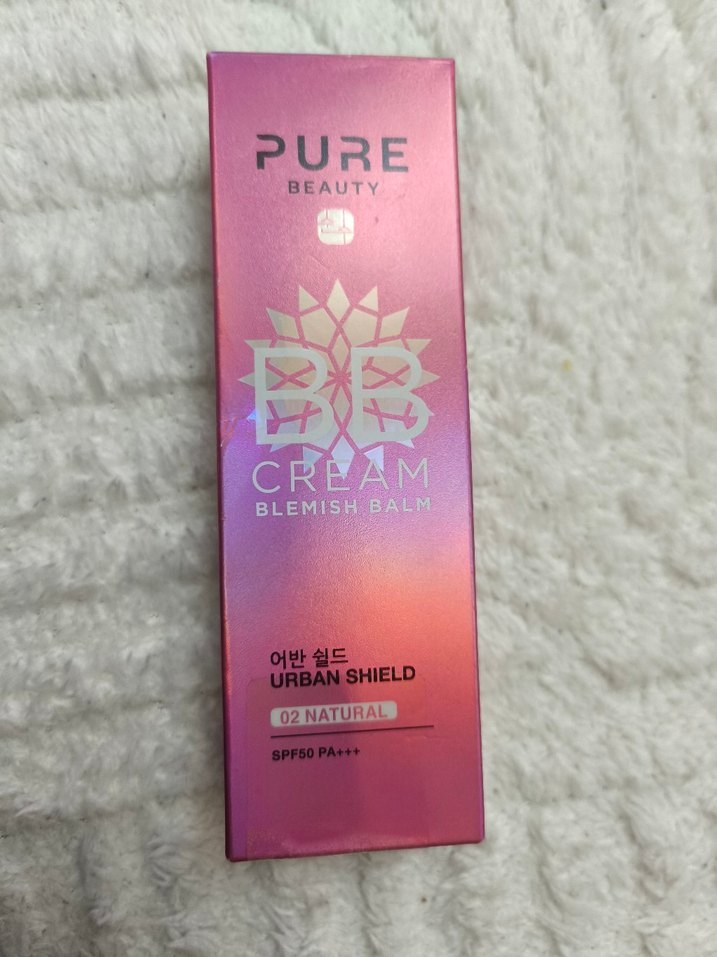 PURE
BEAUTY
BB
CREAM
BLEMISH BALM
어반 쉴드
URBAN SHIELD
02 NATURAL
SPF50 PA+++